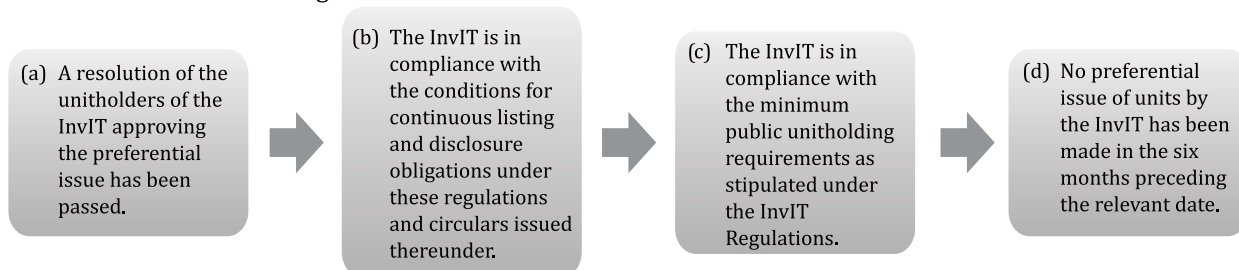 (a) A resolution of the
unitholders of the
InvIT approving
the preferential
issue has been
passed.
(b) The InvIT is in
compliance with
the conditions for
continuous listing
and disclosure
obligations under
these regulations
and circulars issued
thereunder.
(c) The InvIT is in
compliance with
the minimum
public unitholding
requirements as
stipulated under
the InvIT
Regulations.
(d) No preferential
issue of units by
the InvIT has been
made in the six
months preceding
the relevant date.